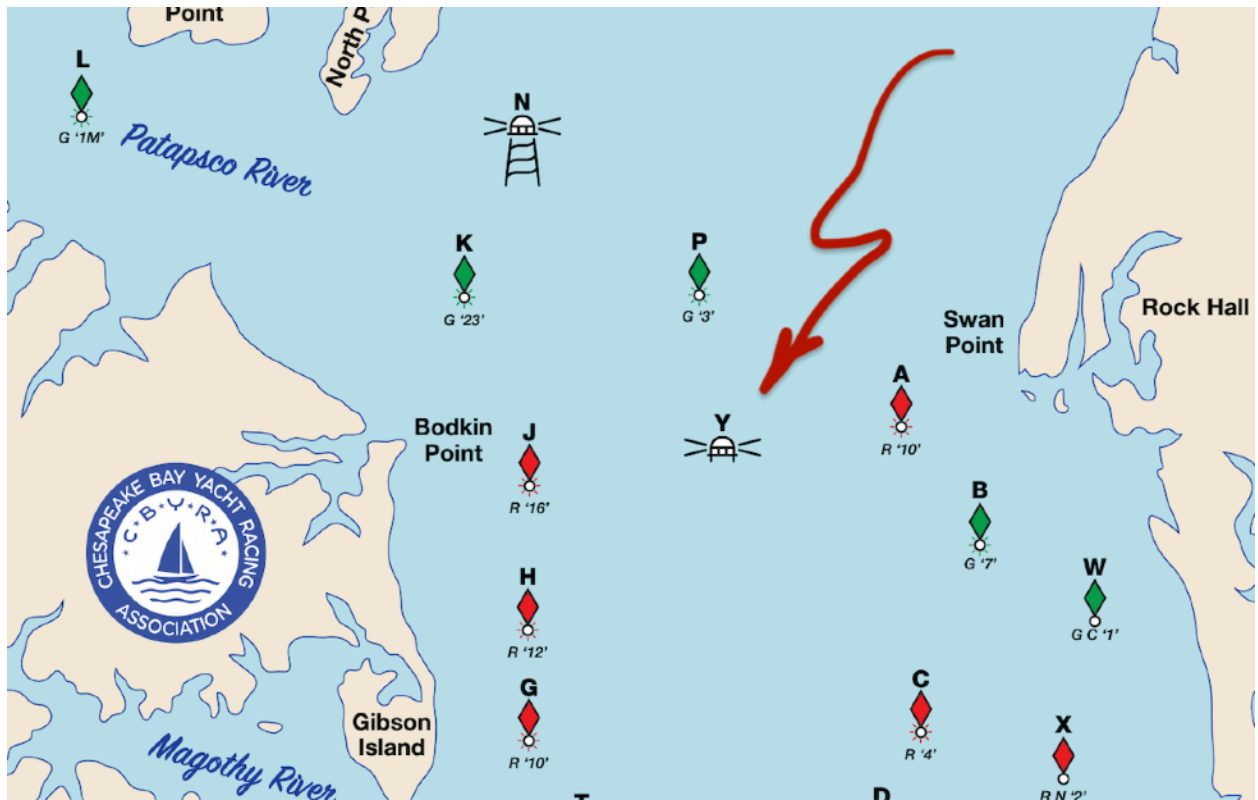 Point
North P
L
G '1M'
Patapsco River
N
K
G '23'
P
G '3'
Swan
Point
Rock Hall
A
R '10'
Bodkin
Point
J
R '16'
Y
B
G '7'
CHESAPEAKE BAY YACHT RACING
ASSOCIATION
C★B★Y★R★A
H
R '12'
W
G C '1'
G
R '10'
C
R '4'
X
R N '2'
Gibson
Island
Magothy River
T
D